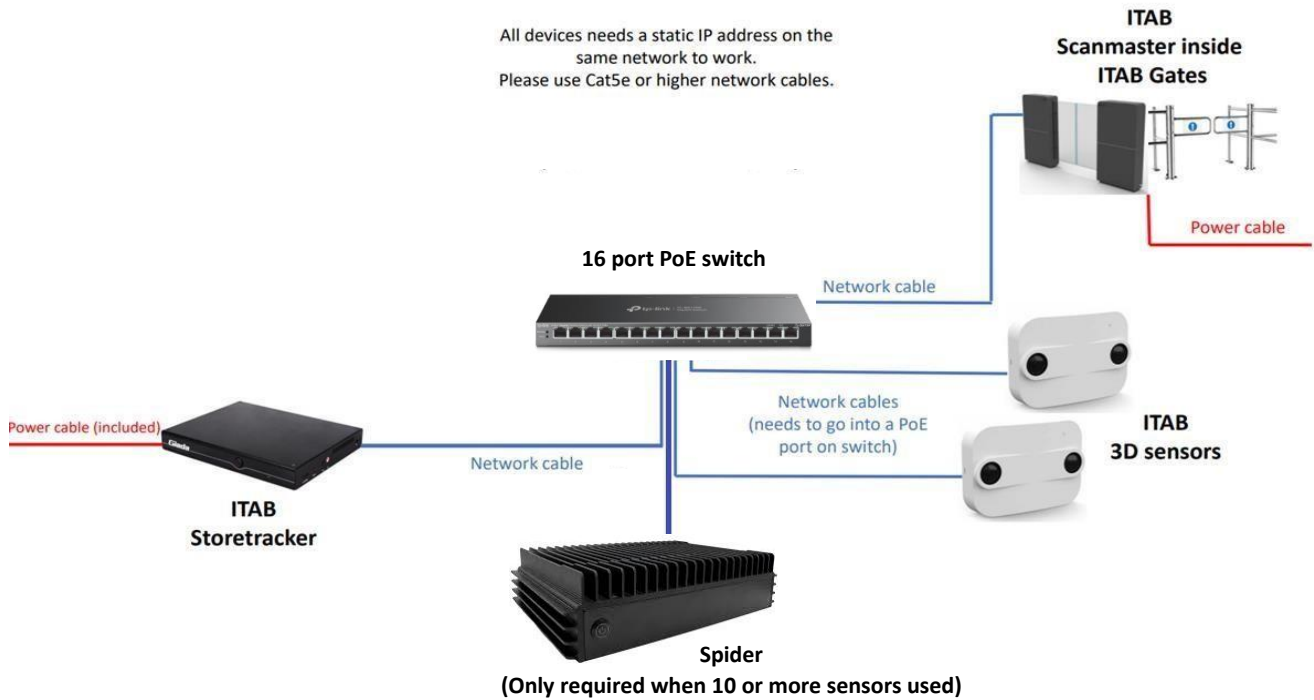 All devices needs a static IP address on the
same network to work.
Please use Cat5e or higher network cables.
ITAB
Scanmaster inside
ITAB Gates
Power cable
16 port PoE switch
Network cable
tp-link
Network cables
(needs to go into a PoE
port on switch)
ITAB
3D sensors
Power cable (included)
Giada
Network cable
ITAB
Storetracker
Spider
(Only required when 10 or more sensors used)